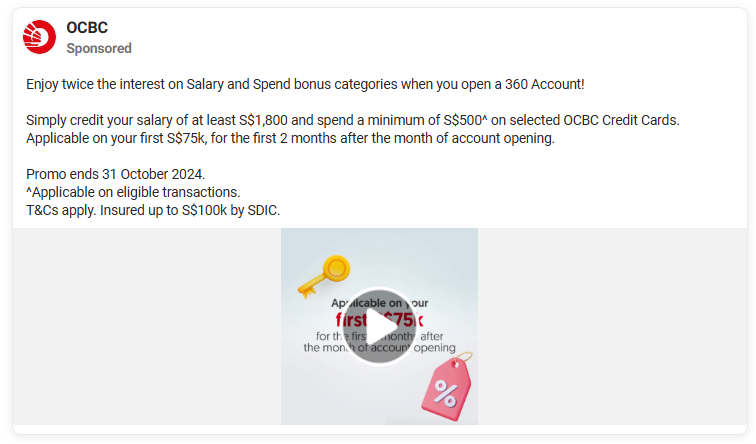 OCBC
Sponsored
Enjoy twice the interest on Salary and Spend bonus categories when you open a 360 Account!
Simply credit your salary of at least S$1,800 and spend a minimum of S$500^ on selected OCBC Credit Cards.
Applicable on your first S$75k, for the first 2 months after the month of account opening.
Promo ends 31 October 2024.
^Applicable on eligible transactions.
T&Cs apply. Insured up to S$100k by SDIC.
Applicable on your
first S$75k
for the first months after
the month of account opening
%